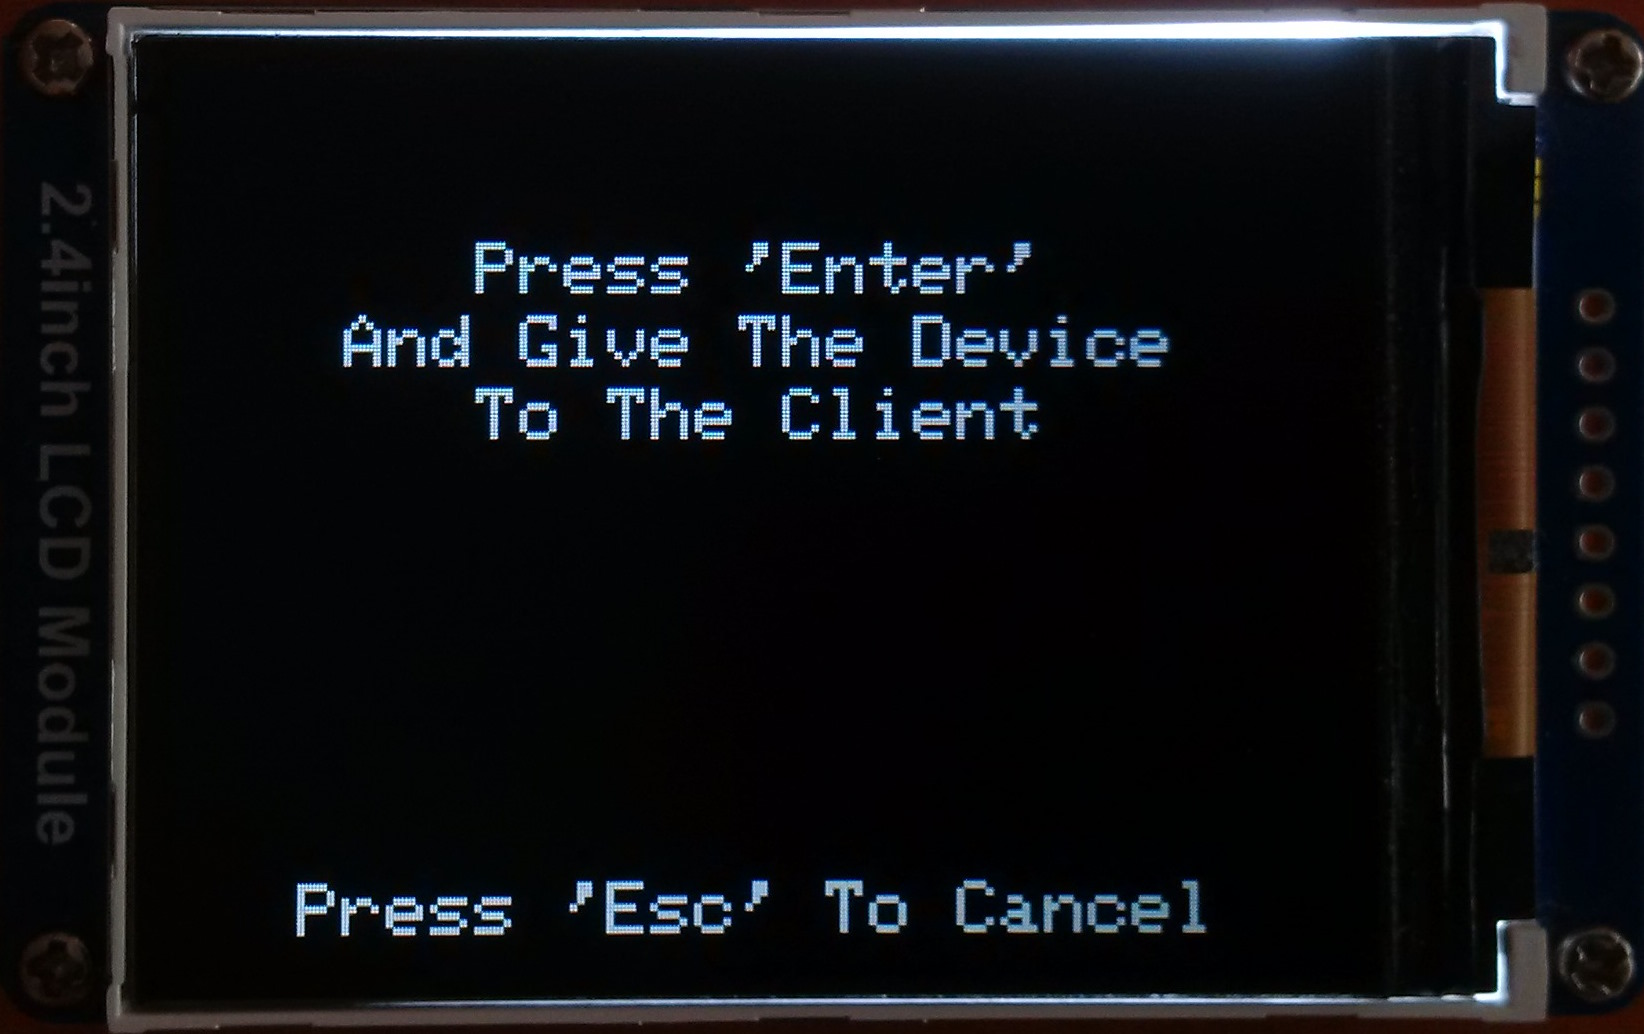 Press 'Enter'
And Give The Device
To The Client
Press 'Esc' To Cancel
2.4inch LCD Module